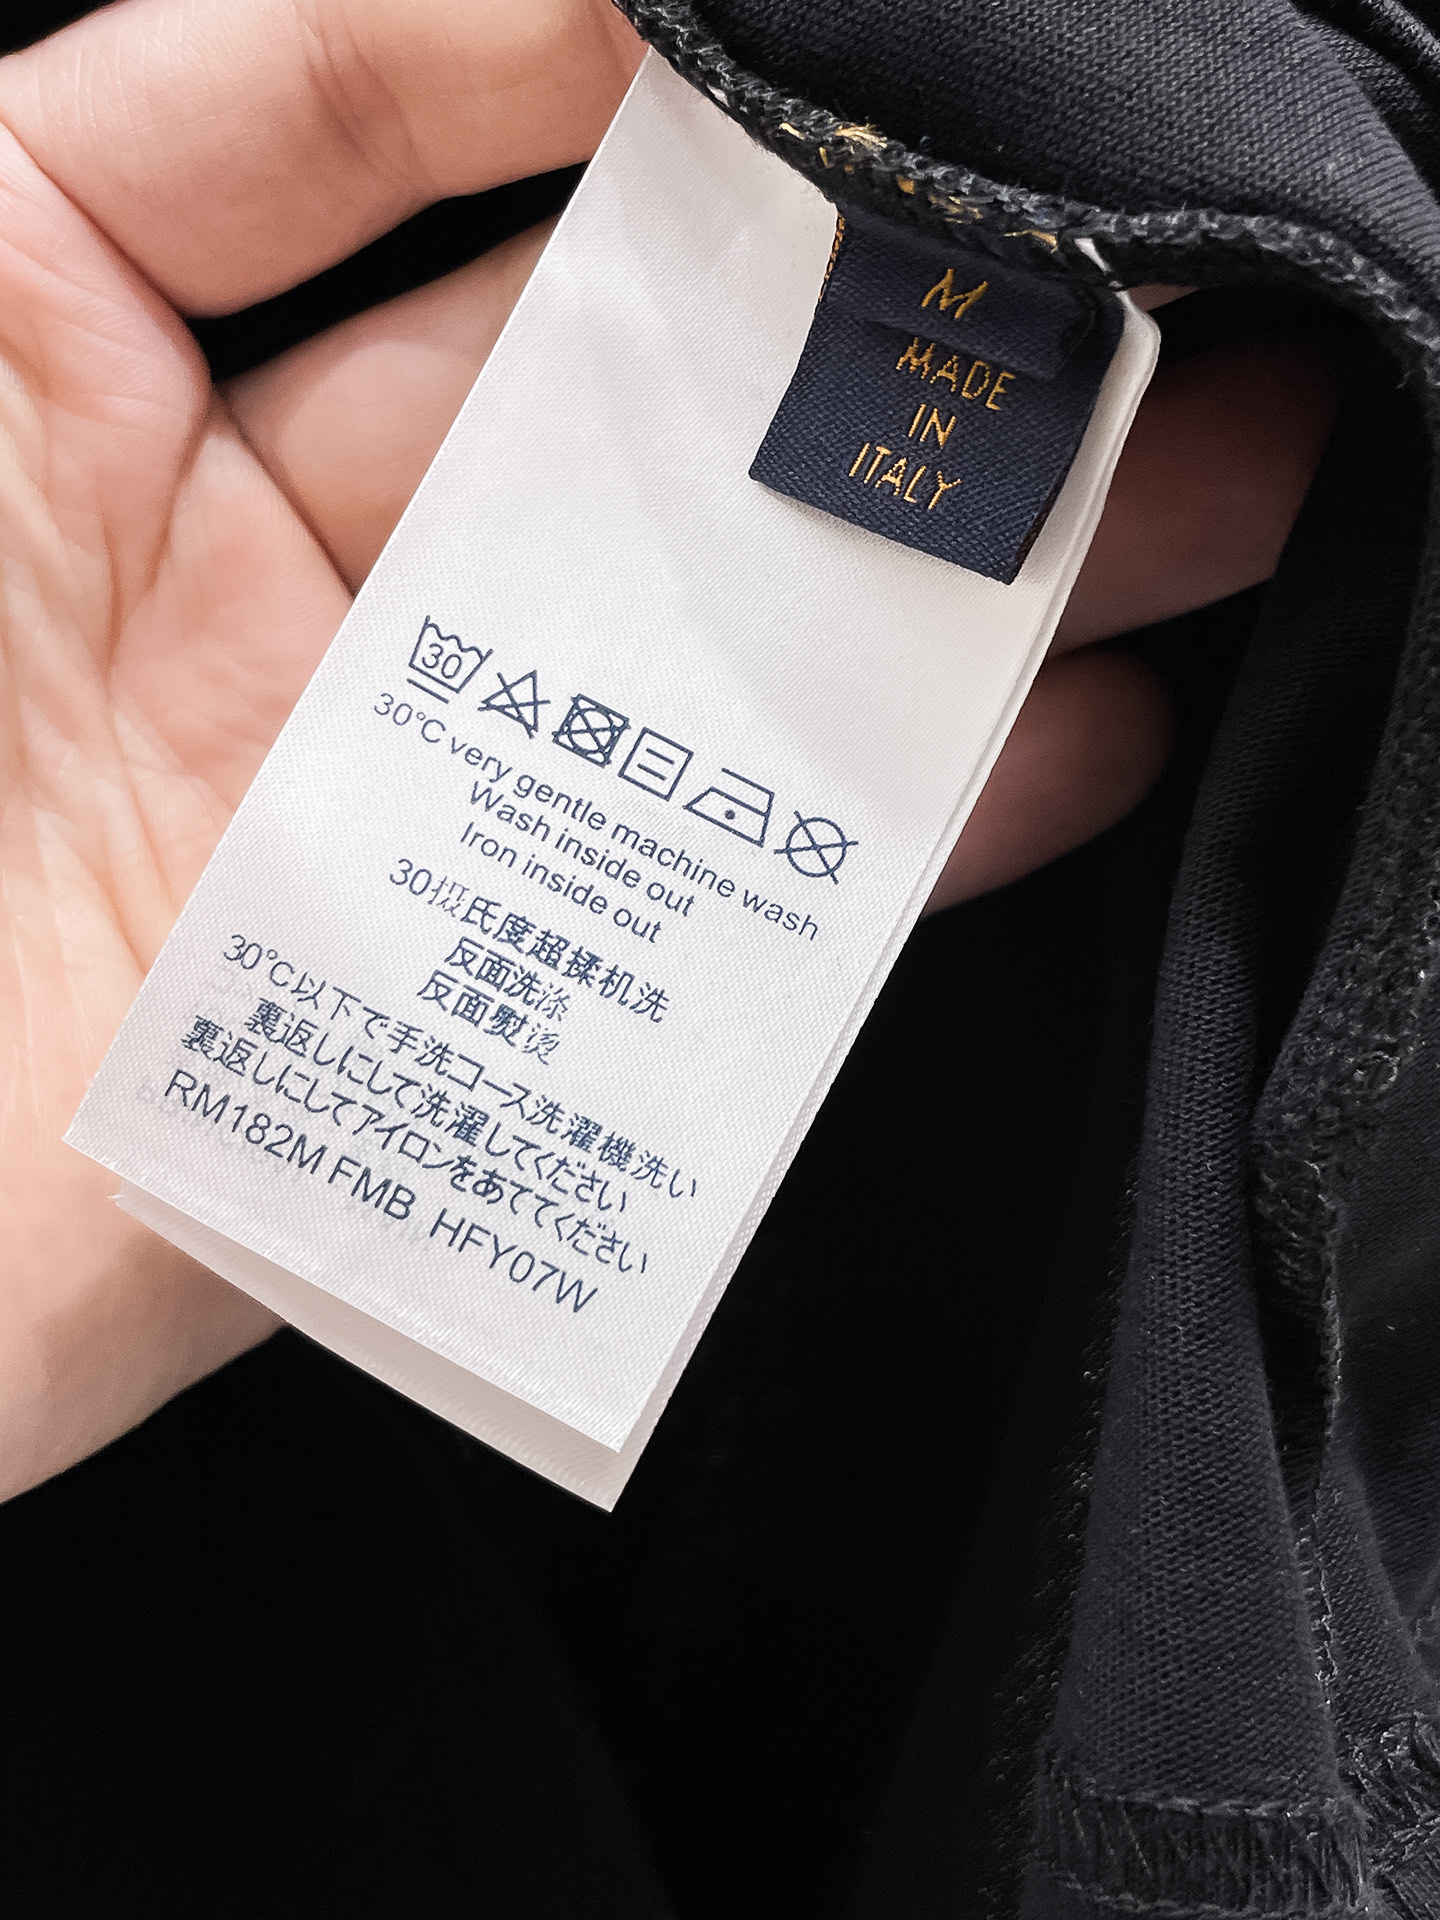 M
MADE
IN
ITALY
30
30°C very gentle machine wash
Wash inside out
Iron inside out
30摄氏度超揉机洗
反面洗涤
反面熨烫
30℃以下で手洗コース洗濯機洗い
裏返しにして洗濯してください
裏返しにしてアイロンをあててください
RM182M FMB HFY07W